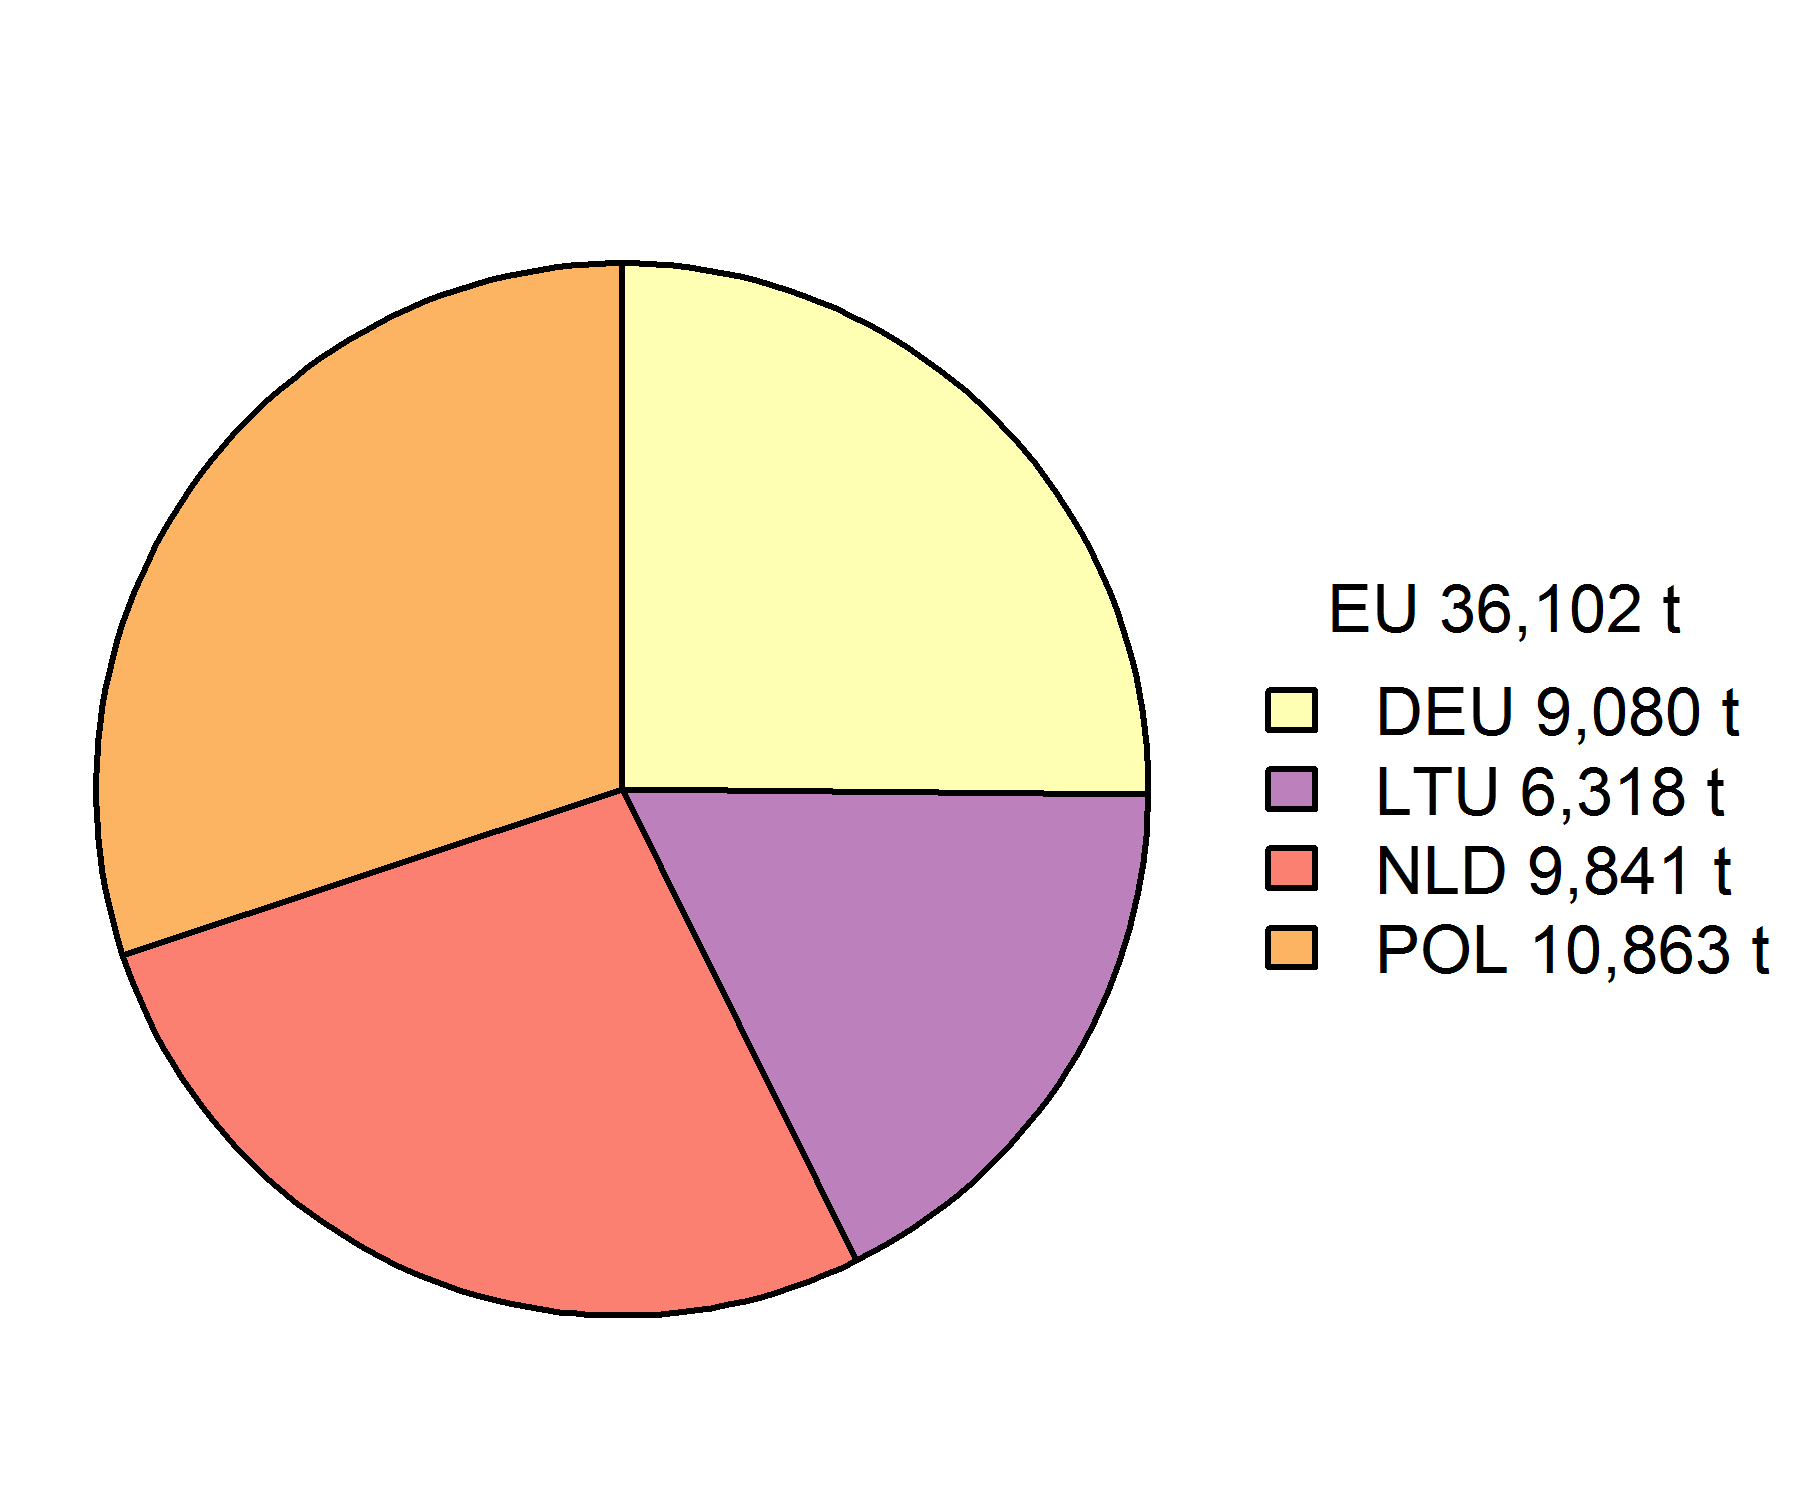 EU 36,102 t
DEU 9,080 t
LTU 6,318 t
NLD 9,841 t
POL 10,863 t